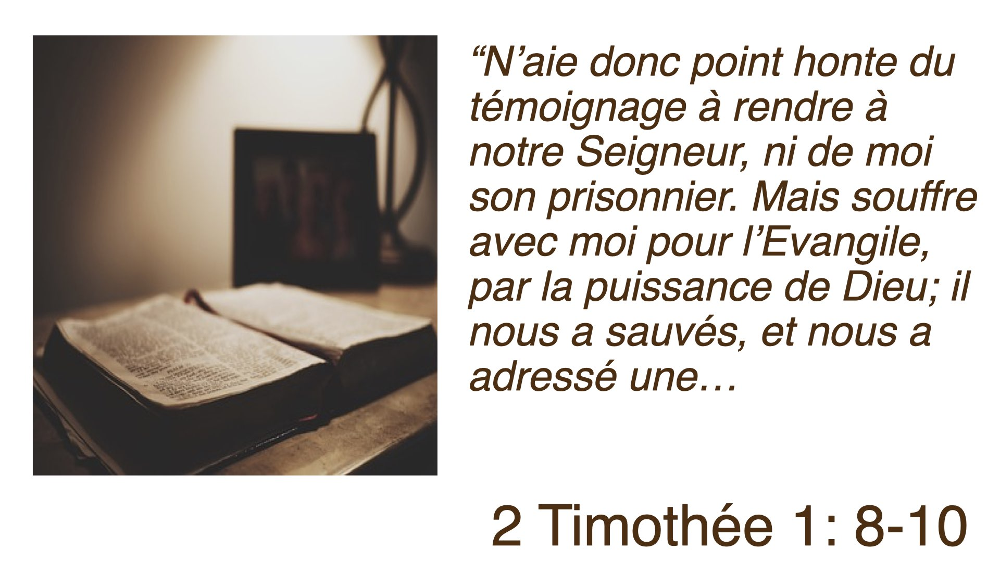 “N’aie donc point honte du
témoignage à rendre à
notre Seigneur, ni de moi
son prisonnier. Mais souffre
avec moi pour l’Evangile,
par la puissance de Dieu; il
nous a sauvés, et nous a
adressé une…
2 Timothée 1: 8-10